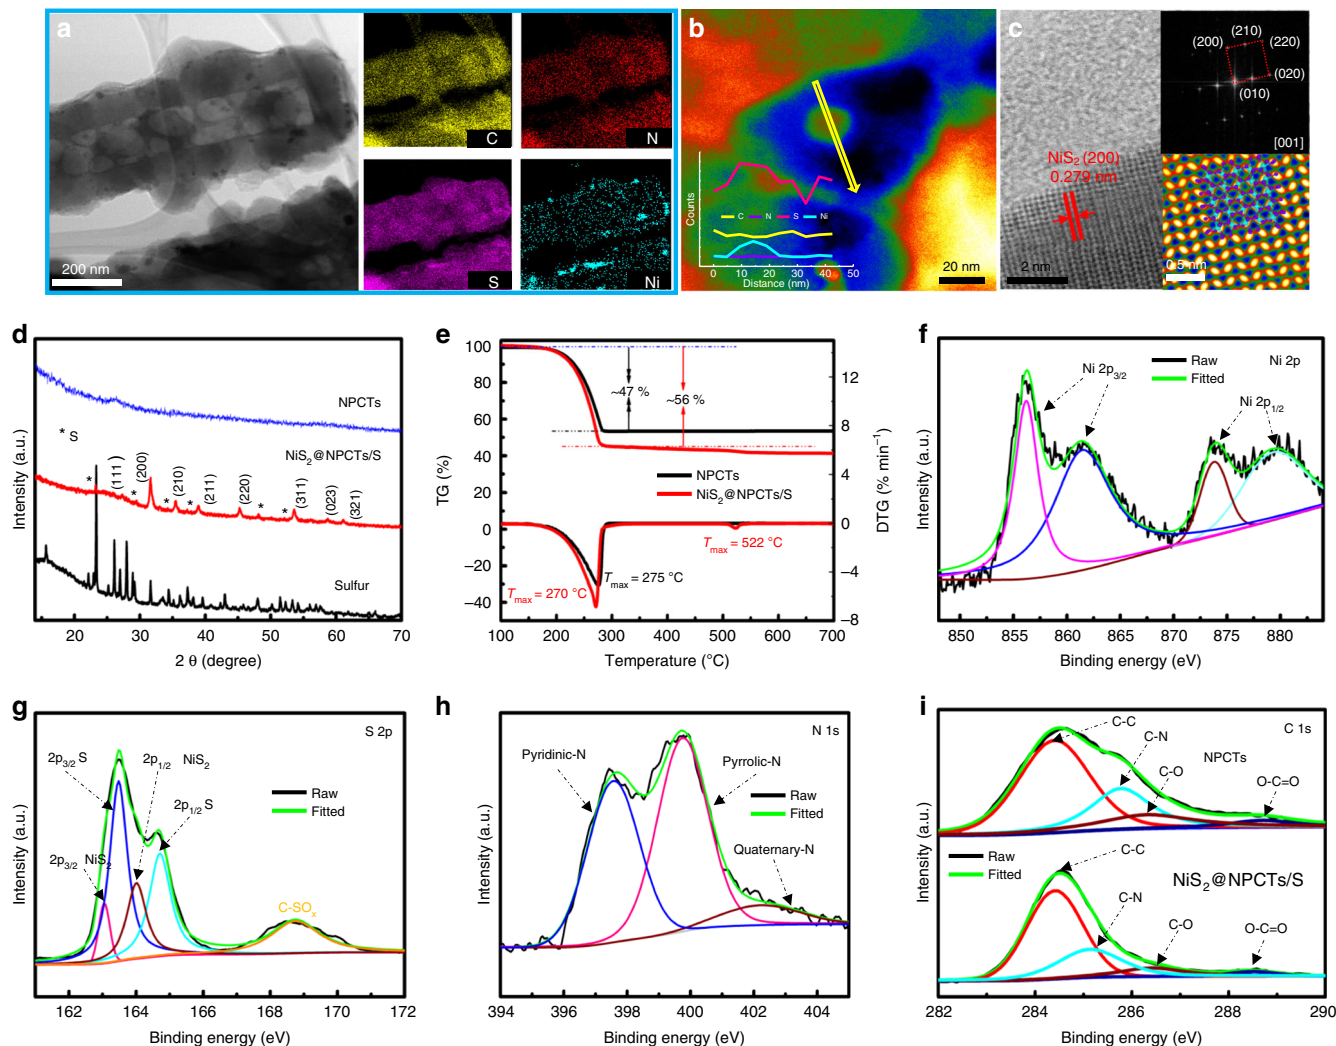 a
C
N
200 nm
S
Ni
b
Counts
C N S Ni
0 10 20 30 40 50
Distance (nm)
20 nm
c
NiS₂ (200)
0.279 nm
2 nm
(210)
(200) (220)
(020)
(010)
[001]
0.5 nm
d
Intensity (a.u.)
NPCTs
* S
NiS₂@NPCTs/S
* (111) * (200) (210) * (211) (220) * * (311) (023) (321)
Sulfur
20 30 40 50 60 70
2 θ (degree)
e
TG (%)
100
80
60
40
20
0
−20
−40
~47 %
~56 %
NPCTs
NiS₂@NPCTs/S
Tmax = 522 °C
Tmax = 275 °C
Tmax = 270 °C
12
8
4
0
−4
−8
DTG (% min⁻¹)
100 200 300 400 500 600 700
Temperature (°C)
f
Intensity (a.u.)
Raw
Fitted
Ni 2p
Ni 2p3/2
Ni 2p1/2
850 855 860 865 870 875 880
Binding energy (eV)
g
Intensity (a.u.)
S 2p
2p3/2 S
2p1/2 NiS₂
2p1/2 S
2p3/2 NiS₂
Raw
Fitted
C-SOx
162 164 166 168 170 172
Binding energy (eV)
h
Intensity (a.u.)
N 1s
Pyridinic-N
Pyrrolic-N
Raw
Fitted
Quaternary-N
394 396 398 400 402 404
Binding energy (eV)
i
Intensity (a.u.)
C-C
C 1s
C-N
NPCTs
C-O
O-C=O
Raw
Fitted
C-C
NiS₂@NPCTs/S
C-N
C-O
O-C=O
282 284 286 288 290
Binding energy (eV)